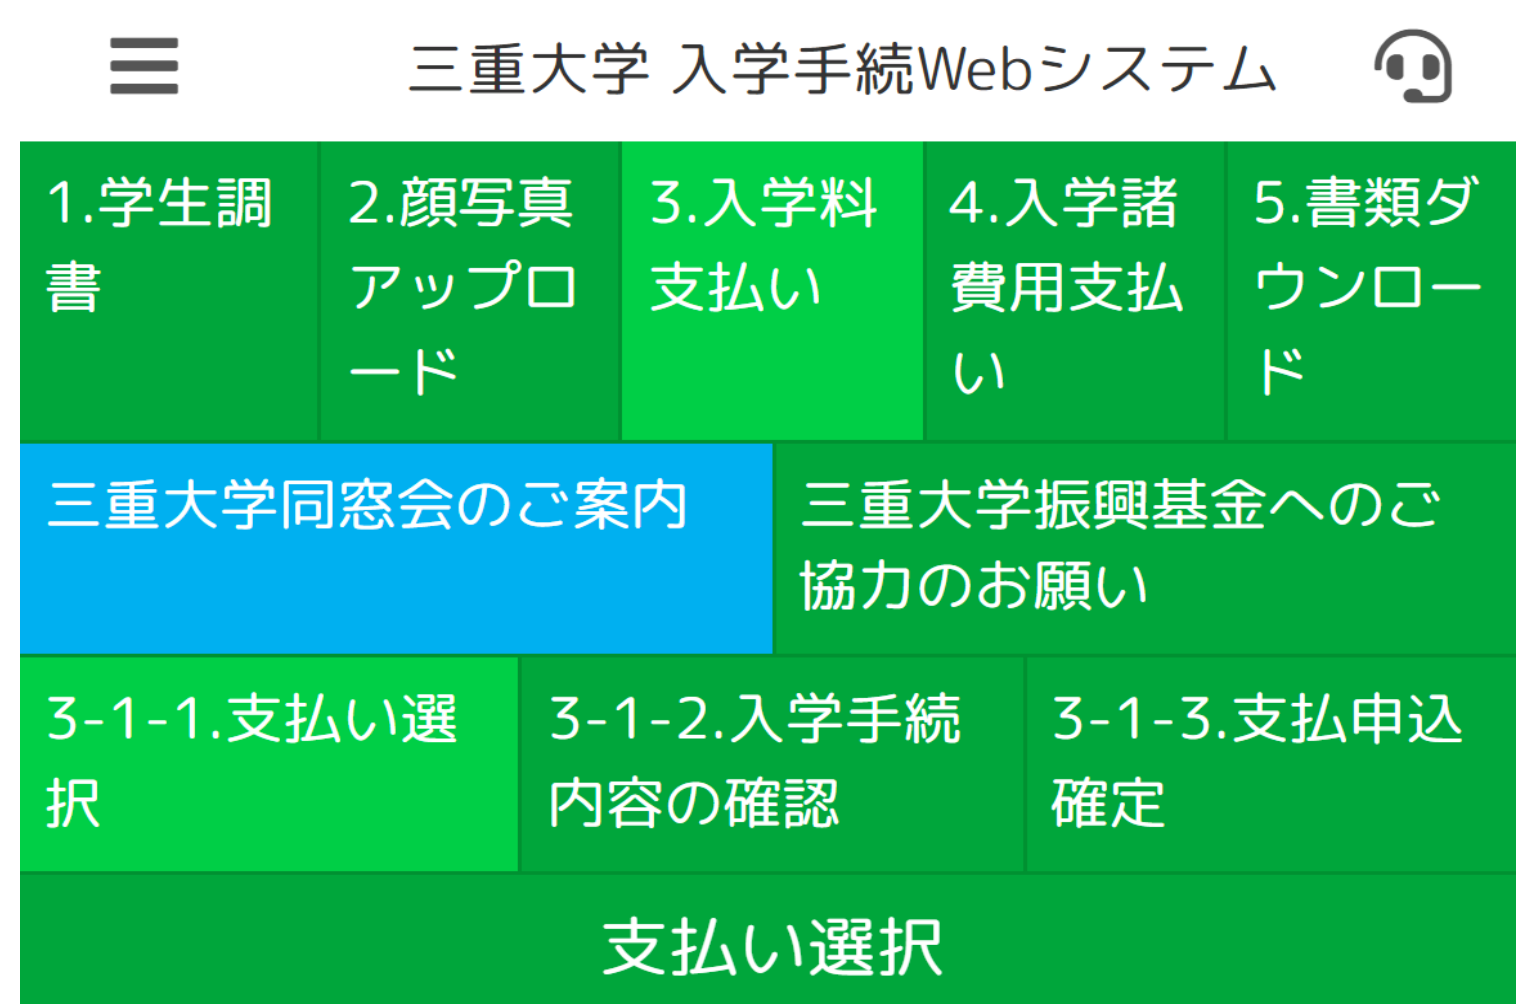 三重大学 入学手続Webシステム
1.学生調
書
2.顔写真
アップロ
ード
3.入学料
支払い
4.入学諸
費用支払
い
5.書類ダ
ウンロー
ド
三重大学同窓会のご案内
三重大学振興基金へのご
協力のお願い
3-1-1.支払い選
択
3-1-2.入学手続
内容の確認
3-1-3.支払申込
確定
支払い選択